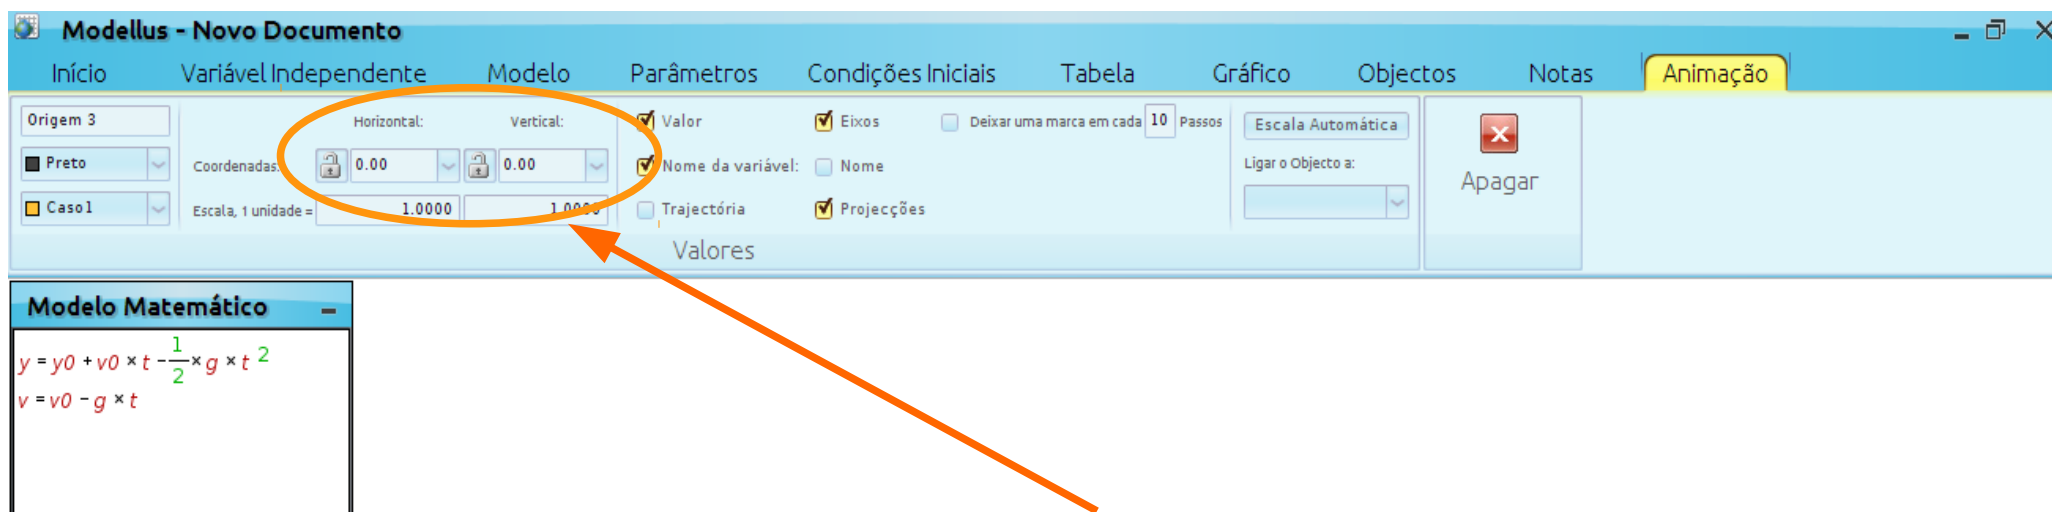 Modellus - Novo Documento
Início Variável Independente Modelo Parâmetros Condições Iniciais Tabela Gráfico Objectos Notas Animação
Origem 3 Horizontal: Vertical: Valor Eixos Deixar uma marca em cada 10 Passos Escala Automática
Preto Coordenadas: 0.00 0.00 Nome da variável: Nome Ligar o Objecto a: Apagar
Caso1 Escala, 1 unidade = 1.0000 1.0000 Trajectória Projecções
Valores
Modelo Matemático
y = y0 + v0 × t - 1/2 × g × t 2
v = v0 - g × t